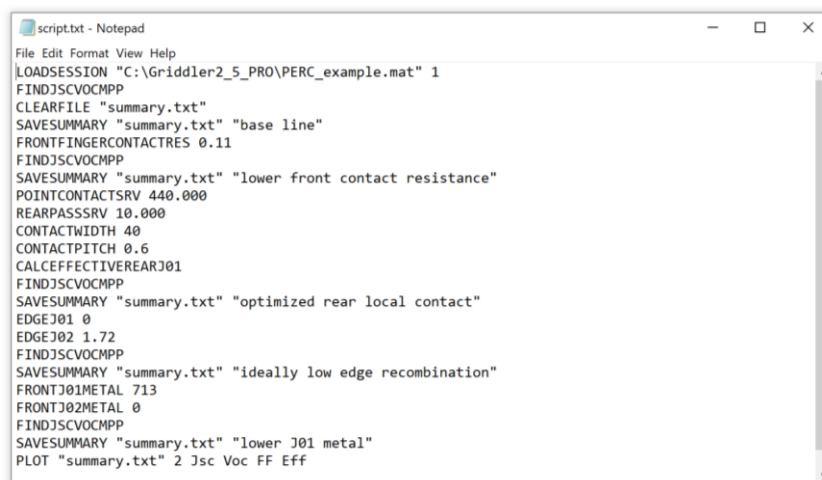 script.txt - Notepad
File Edit Format View Help
LOADSESSION "C:\Griddler2_5_PRO\PERC_example.mat" 1
FINDJSCVOCMPP
CLEARFILE "summary.txt"
SAVESUMMARY "summary.txt" "base line"
FRONTFINGERCONTACTRES 0.11
FINDJSCVOCMPP
SAVESUMMARY "summary.txt" "lower front contact resistance"
POINTCONTACTSRV 440.000
REARPASSSRV 10.000
CONTACTWIDTH 40
CONTACTPITCH 0.6
CALCEFFECTIVEREARJ01
FINDJSCVOCMPP
SAVESUMMARY "summary.txt" "optimized rear local contact"
EDGEJ01 0
EDGEJ02 1.72
FINDJSCVOCMPP
SAVESUMMARY "summary.txt" "ideally low edge recombination"
FRONTJ01METAL 713
FRONTJ02METAL 0
FINDJSCVOCMPP
SAVESUMMARY "summary.txt" "lower J01 metal"
PLOT "summary.txt" 2 Jsc Voc FF Eff